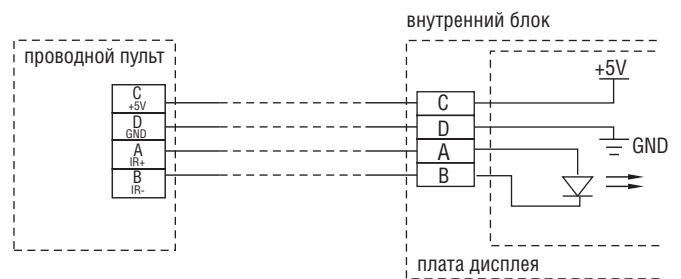 внутренний блок
проводной пульт
+5V
C
+5V
C
D
GND
D
GND
A
IR+
A
B
IR-
B
плата дисплея